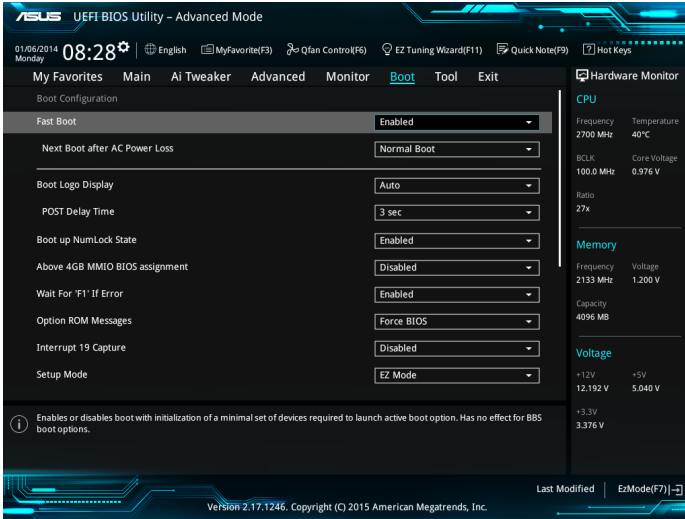 ASUS UEFI BIOS Utility – Advanced Mode
01/06/2014 Monday 08:28 English MyFavorite(F3) Qfan Control(F6) EZ Tuning Wizard(F11) Quick Note(F9) ? Hot Keys
My Favorites Main Ai Tweaker Advanced Monitor Boot Tool Exit
Boot Configuration
Fast Boot Enabled
Next Boot after AC Power Loss Normal Boot
Boot Logo Display Auto
POST Delay Time 3 sec
Boot up NumLock State Enabled
Above 4GB MMIO BIOS assignment Disabled
Wait For 'F1' If Error Enabled
Option ROM Messages Force BIOS
Interrupt 19 Capture Disabled
Setup Mode EZ Mode
i Enables or disables boot with initialization of a minimal set of devices required to launch active boot option. Has no effect for BBS
boot options.
Hardware Monitor
CPU
Frequency Temperature
2700 MHz 40°C
BCLK Core Voltage
100.0 MHz 0.976 V
Ratio
27x
Memory
Frequency Voltage
2133 MHz 1.200 V
Capacity
4096 MB
Voltage
+12V +5V
12.192 V 5.040 V
+3.3V
3.376 V
Last Modified EzMode(F7)
Version 2.17.1246. Copyright (C) 2015 American Megatrends, Inc.